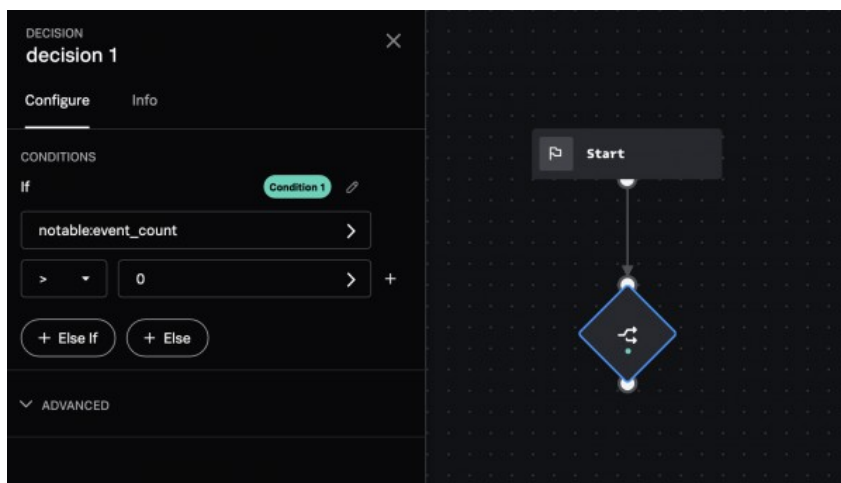 DECISION
decision 1
Configure Info
CONDITIONS
If Condition 1
notable:event_count
> 0 +
+ Else If + Else
ADVANCED
Start